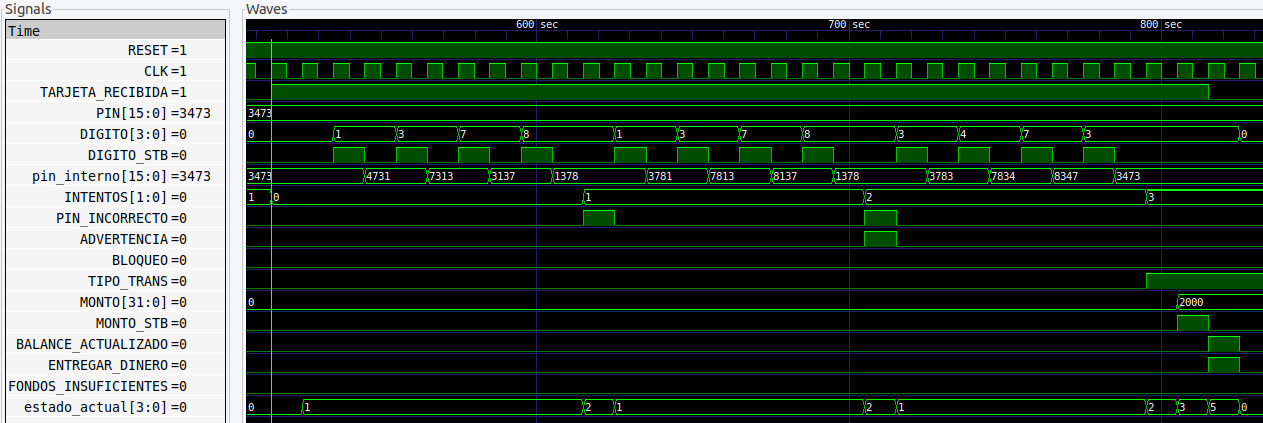 Signals
Waves
Time
600 sec 700 sec 800 sec
RESET=1
CLK=1
TARJETA_RECIBIDA=1
PIN[15:0]=3473 3473
DIGITO[3:0]=0 0 1 3 7 8 1 3 7 8 3 4 7 3 0
DIGITO_STB=0
pin_interno[15:0]=3473 3473 4731 7313 3137 1378 3781 7813 8137 1378 3783 7834 8347 3473
INTENTOS[1:0]=0 1 0 1 2 3
PIN_INCORRECTO=0
ADVERTENCIA=0
BLOQUEO=0
TIPO_TRANS=0
MONTO[31:0]=0 0 2000
MONTO_STB=0
BALANCE_ACTUALIZADO=0
ENTREGAR_DINERO=0
FONDOS_INSUFICIENTES=0
estado_actual[3:0]=0 0 1 2 1 2 1 2 3 5 0